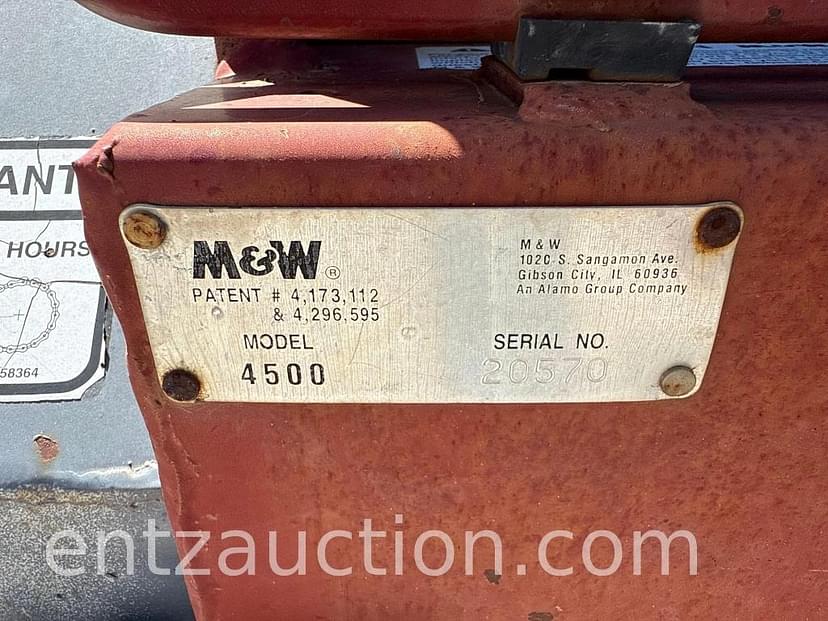 ANT
HOURS
58364
M&W®
PATENT # 4,173,112
& 4,296,595
MODEL
4500
M & W
1020 S. Sangamon Ave.
Gibson City, IL 60936
An Alamo Group Company
SERIAL NO.
20570
entzauction.com